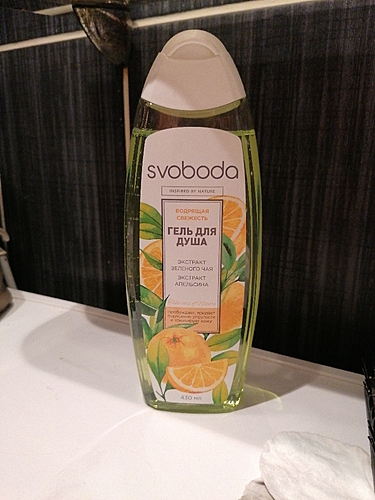 svoboda
INSPIRED BY NATURE
БОДРЯЩАЯ
СВЕЖЕСТЬ
ГЕЛЬ ДЛЯ
ДУША
ЭКСТРАКТ
ЗЕЛЕНОГО ЧАЯ
ЭКСТРАКТ
АПЕЛЬСИНА
430 мл